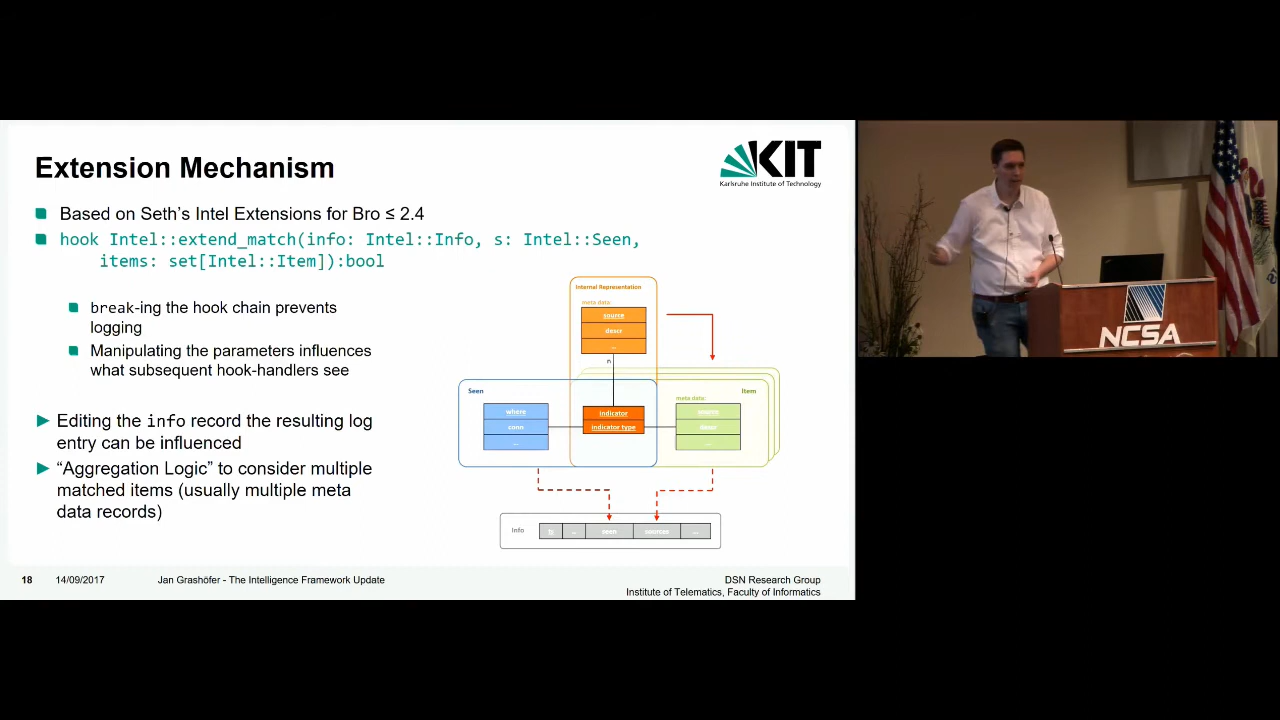 Extension Mechanism
KIT
Karlsruhe Institute of Technology
Based on Seth's Intel Extensions for Bro ≤ 2.4
hook Intel::extend_match(info: Intel::Info, s: Intel::Seen,
items: set[Intel::Item]):bool
break-ing the hook chain prevents
logging
Manipulating the parameters influences
what subsequent hook-handlers see
Editing the info record the resulting log
entry can be influenced
“Aggregation Logic” to consider multiple
matched items (usually multiple meta
data records)
Internal Representation
meta data:
source
descr
...
n
Seen
where
conn
...
indicator
indicator type
Item
meta data:
source
descr
...
Info
ts
...
seen
sources
...
18
14/09/2017
Jan Grashöfer - The Intelligence Framework Update
DSN Research Group
Institute of Telematics, Faculty of Informatics
NCSA